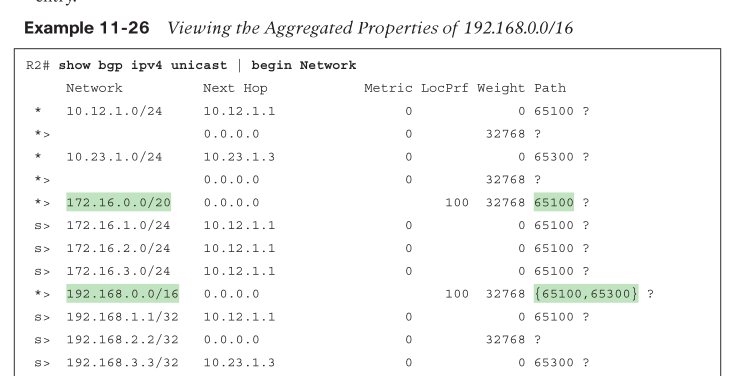 entry.
Example 11-26 Viewing the Aggregated Properties of 192.168.0.0/16
R2# show bgp ipv4 unicast | begin Network
Network Next Hop Metric LocPrf Weight Path
* 10.12.1.0/24 10.12.1.1 0 0 65100 ?
*> 0.0.0.0 0 32768 ?
* 10.23.1.0/24 10.23.1.3 0 0 65300 ?
*> 0.0.0.0 0 32768 ?
*> 172.16.0.0/20 0.0.0.0 100 32768 65100 ?
s> 172.16.1.0/24 10.12.1.1 0 0 65100 ?
s> 172.16.2.0/24 10.12.1.1 0 0 65100 ?
s> 172.16.3.0/24 10.12.1.1 0 0 65100 ?
*> 192.168.0.0/16 0.0.0.0 100 32768 {65100,65300} ?
s> 192.168.1.1/32 10.12.1.1 0 0 65100 ?
s> 192.168.2.2/32 0.0.0.0 0 32768 ?
s> 192.168.3.3/32 10.23.1.3 0 0 65300 ?